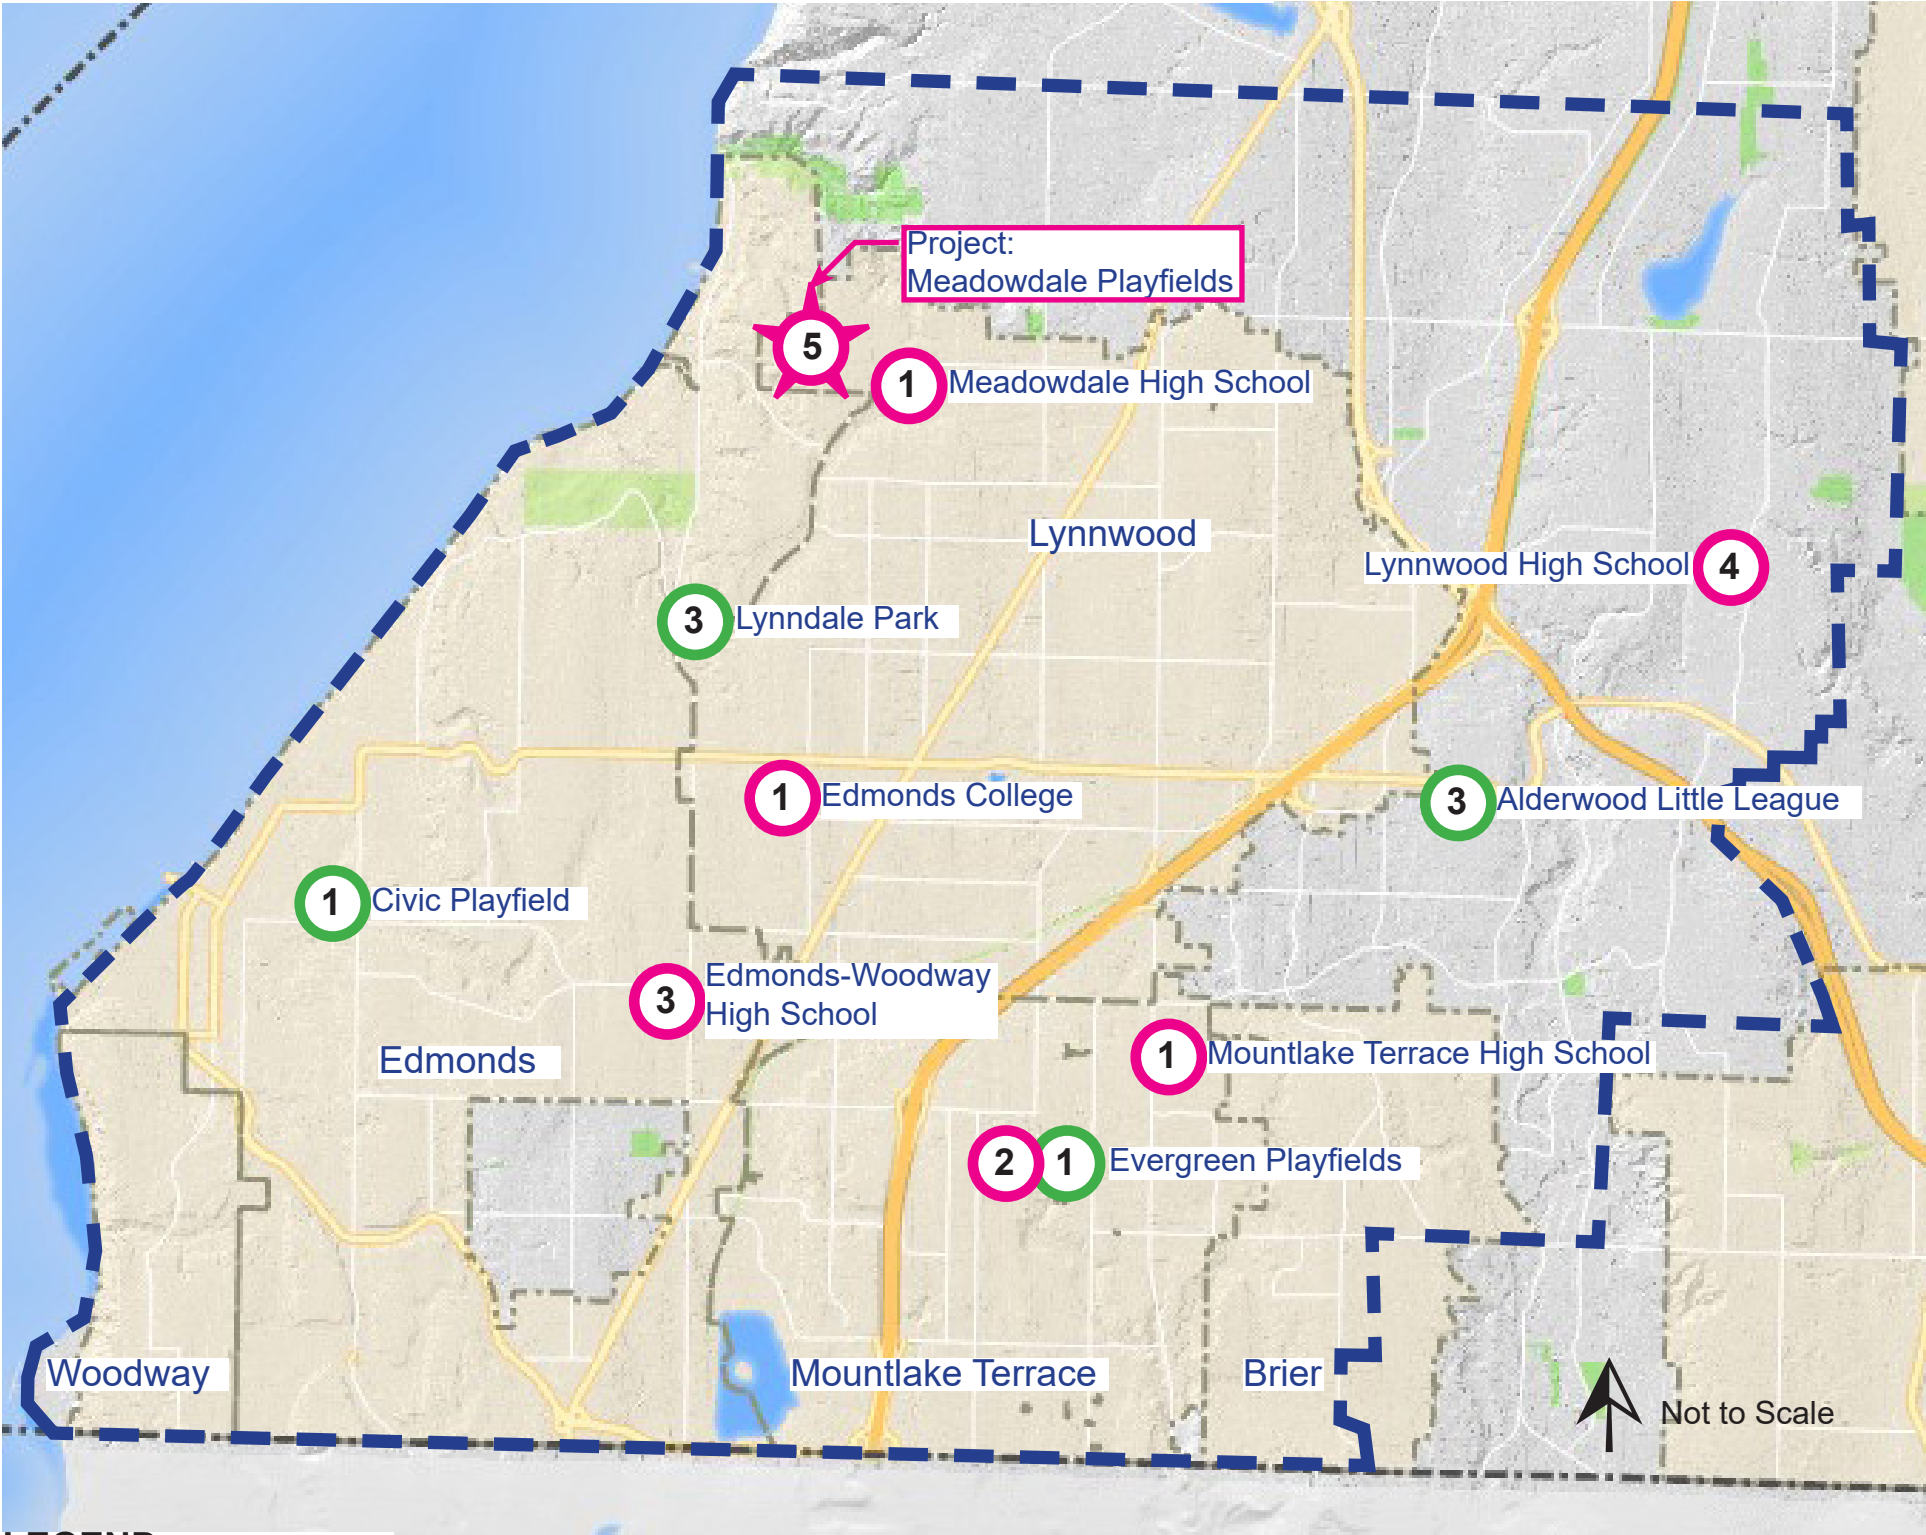 Project:
Meadowdale Playfields
5
1
Meadowdale High School
Lynnwood
Lynnwood High School
4
3
Lynndale Park
1
Edmonds College
3
Alderwood Little League
1
Civic Playfield
3
Edmonds-Woodway
High School
Edmonds
1
Mountlake Terrace High School
2
1
Evergreen Playfields
Woodway
Mountlake Terrace
Brier
Not to Scale
LEGEND